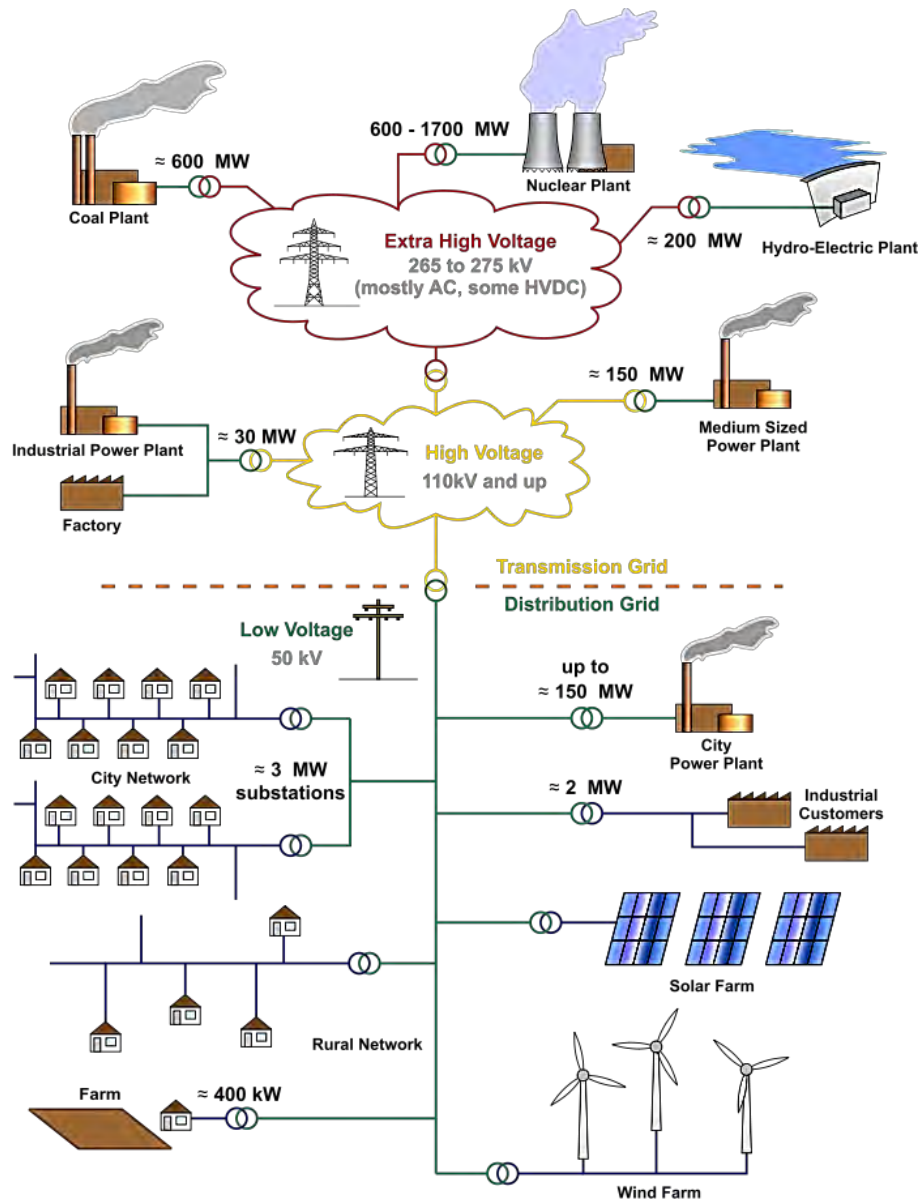 600 - 1700 MW
≈ 600 MW
Nuclear Plant
Coal Plant
Extra High Voltage
265 to 275 kV
(mostly AC, some HVDC)
≈ 200 MW
Hydro-Electric Plant
≈ 150 MW
Medium Sized
Power Plant
≈ 30 MW
Industrial Power Plant
High Voltage
110kV and up
Factory
Transmission Grid
Distribution Grid
Low Voltage
50 kV
up to
≈ 150 MW
City
Power Plant
City Network
≈ 3 MW
substations
≈ 2 MW
Industrial
Customers
Solar Farm
Rural Network
Farm
≈ 400 kW
Wind Farm